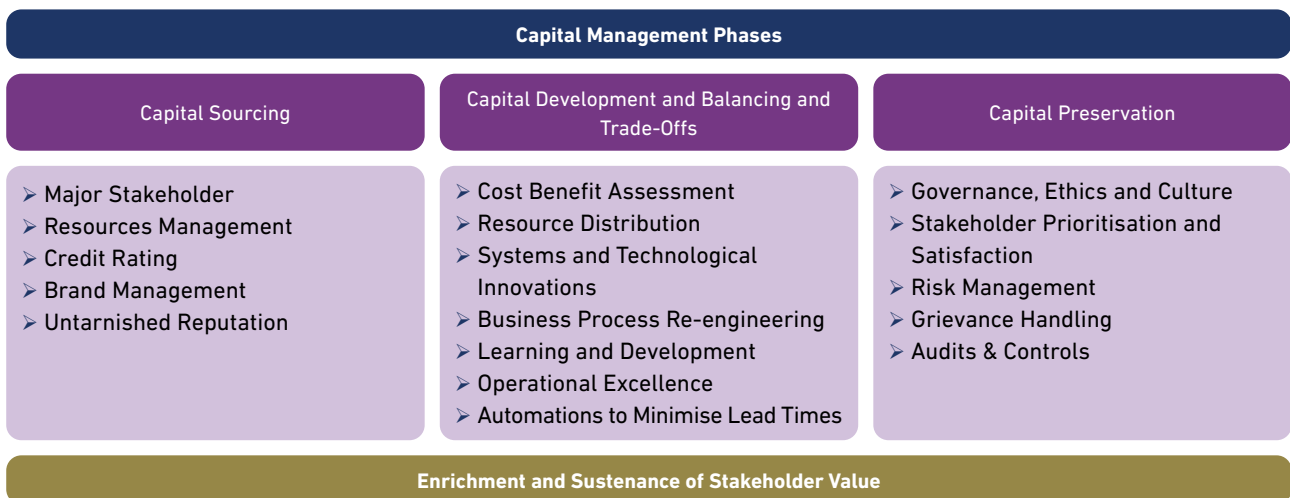 Capital Management Phases
Capital Sourcing
➢ Major Stakeholder
➢ Resources Management
➢ Credit Rating
➢ Brand Management
➢ Untarnished Reputation
Capital Development and Balancing and
Trade-Offs
➢ Cost Benefit Assessment
➢ Resource Distribution
➢ Systems and Technological
Innovations
➢ Business Process Re-engineering
➢ Learning and Development
➢ Operational Excellence
➢ Automations to Minimise Lead Times
Capital Preservation
➢ Governance, Ethics and Culture
➢ Stakeholder Prioritisation and
Satisfaction
➢ Risk Management
➢ Grievance Handling
➢ Audits & Controls
Enrichment and Sustenance of Stakeholder Value